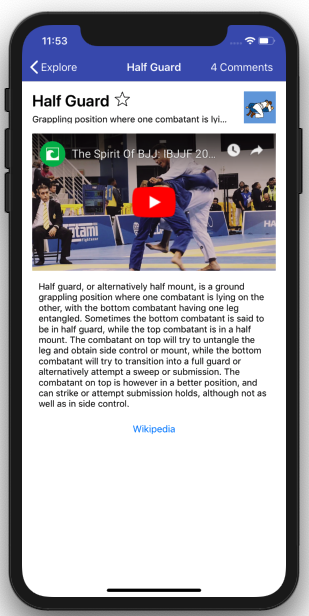 11:53
Explore
Half Guard
4 Comments
Half Guard
Grappling position where one combatant is lyi...
The Spirit Of BJJ: IBJJF 20...
tami
HA
Half guard, or alternatively half mount, is a ground
grappling position where one combatant is lying on the
other, with the bottom combatant having one leg
entangled. Sometimes the bottom combatant is said to
be in half guard, while the top combatant is in a half
mount. The combatant on top will try to untangle the
leg and obtain side control or mount, while the bottom
combatant will try to transition into a full guard or
alternatively attempt a sweep or submission. The
combatant on top is however in a better position, and
can strike or attempt submission holds, although not as
well as in side control.
Wikipedia